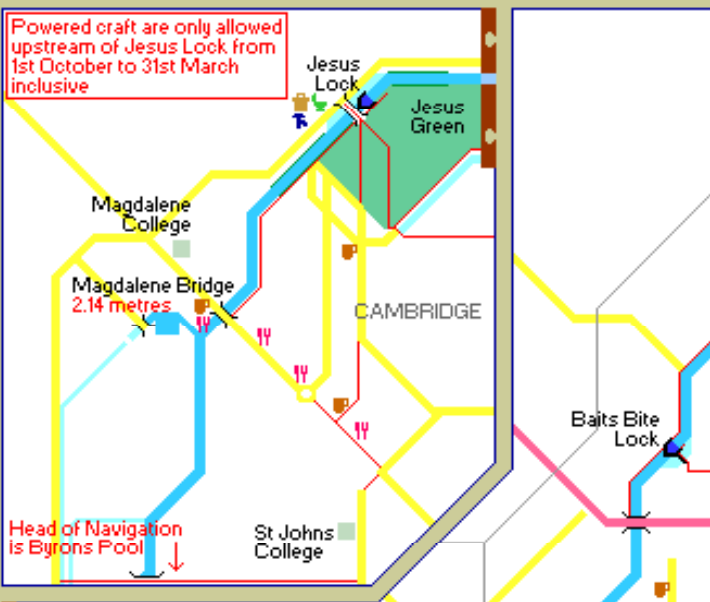 Powered craft are only allowed
upstream of Jesus Lock from
1st October to 31st March
inclusive
Jesus
Lock
Jesus
Green
Magdalene
College
Magdalene Bridge
2.14 metres
CAMBRIDGE
Baits Bite
Lock
Head of Navigation
is Byrons Pool
St Johns
College